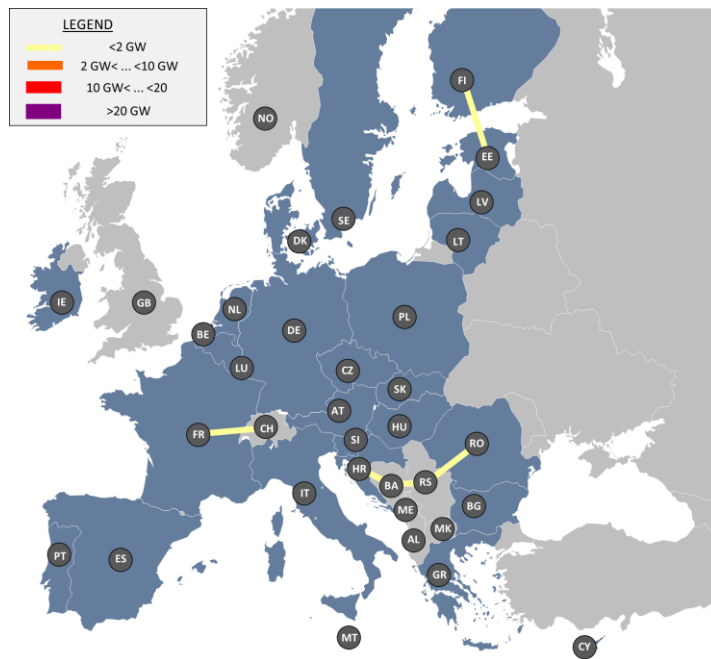 LEGEND
<2 GW
2 GW< ... <10 GW
10 GW< ... <20
>20 GW
FI
NO
EE
LV
SE
LT
DK
IE
GB
NL
PL
BE
DE
LU
CZ
SK
AT
HU
CH
FR
SI
RO
HR
RS
BA
IT
BG
ME
MK
AL
PT
ES
GR
MT
CY